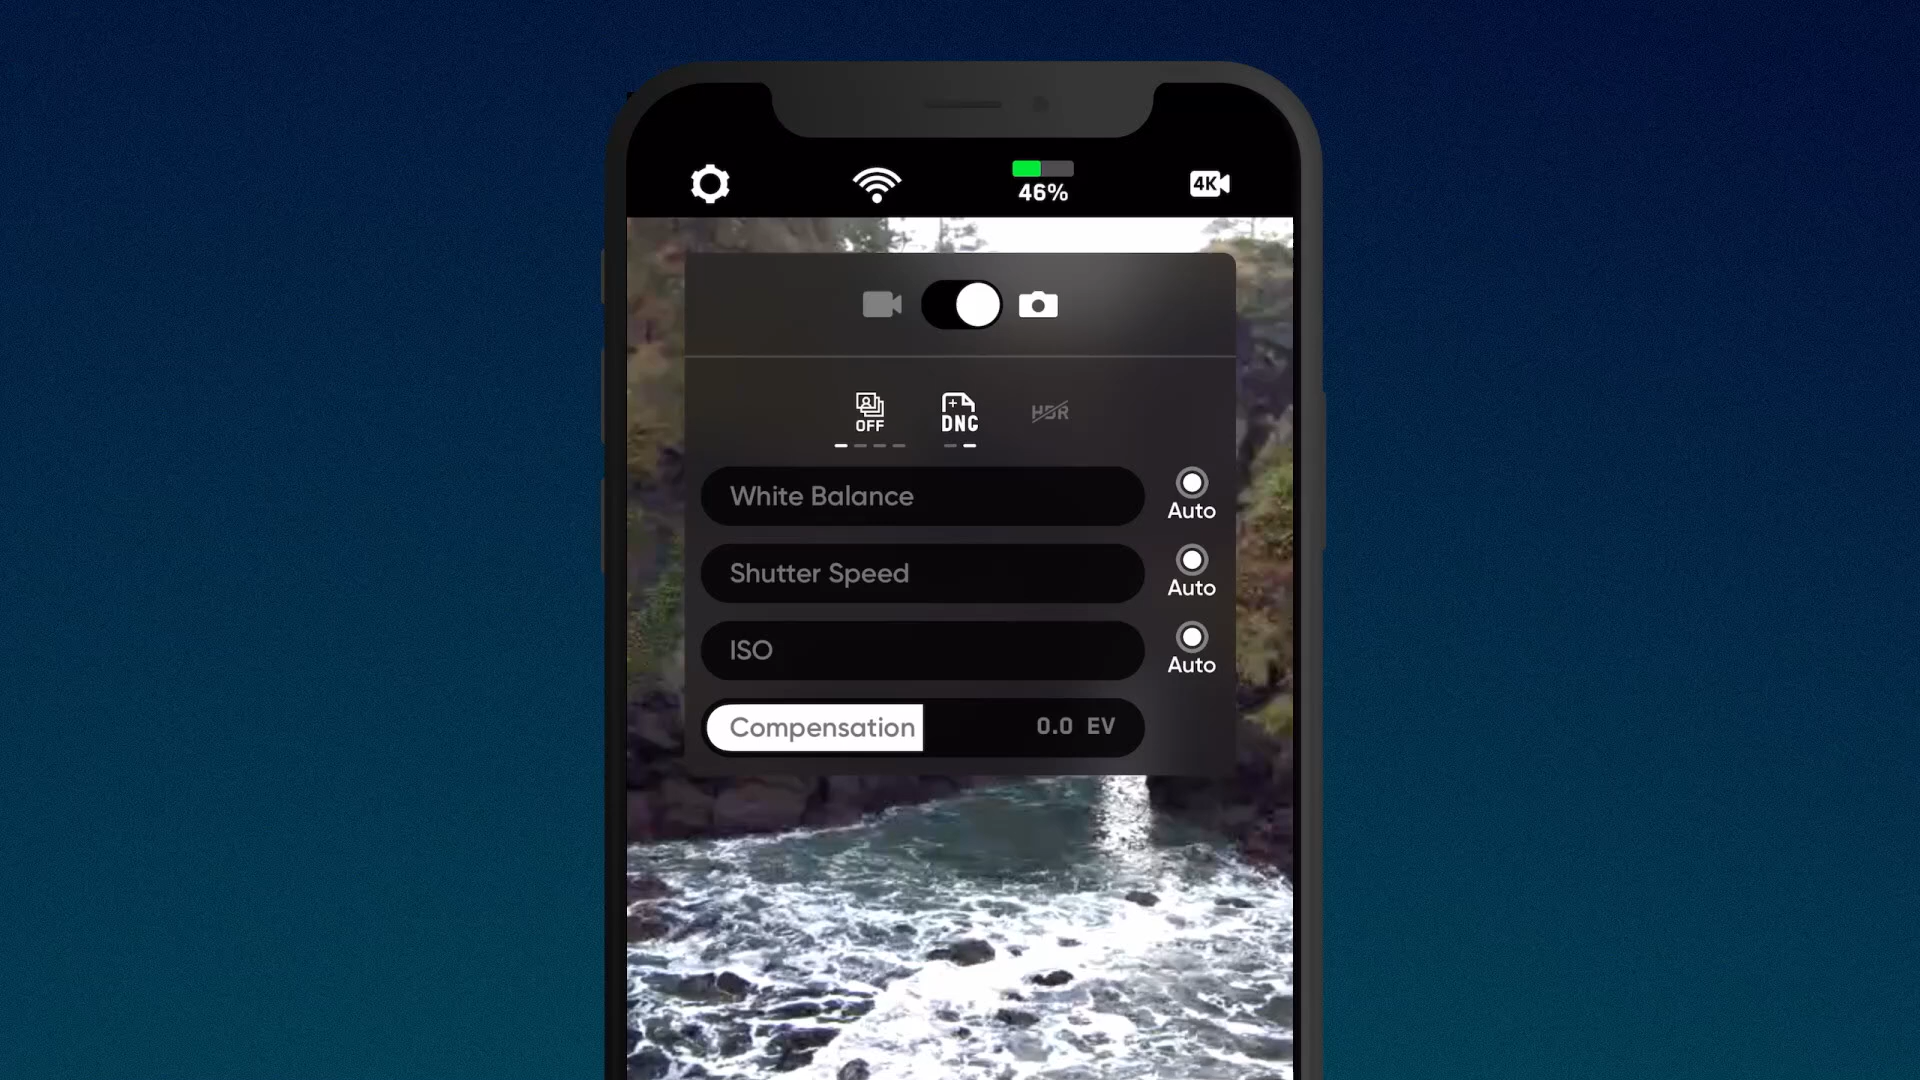 46%
4K
OFF
DNG
HDR
White Balance
Auto
Shutter Speed
Auto
ISO
Auto
Compensation
0.0 EV